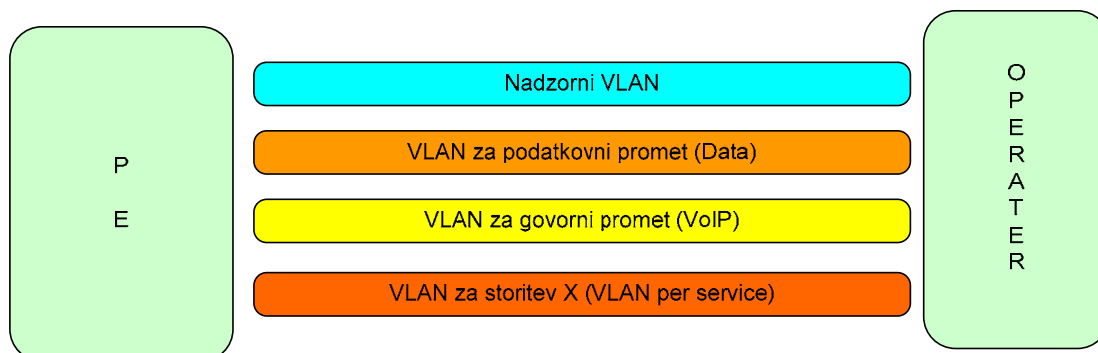 P
E
Nadzorni VLAN
VLAN za podatkovni promet (Data)
VLAN za govorni promet (VoIP)
VLAN za storitev X (VLAN per service)
O
P
E
R
A
T
E
R